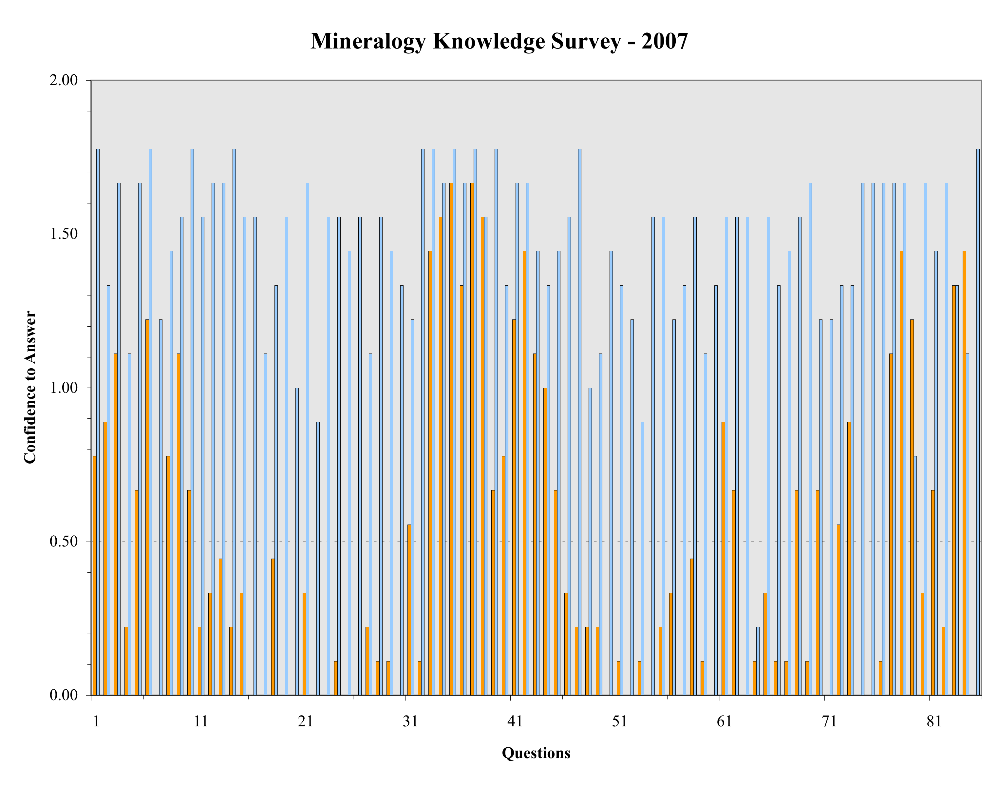 Mineralogy Knowledge Survey - 2007
2.00
1.50
1.00
0.50
0.00
Confidence to Answer
1 11 21 31 41 51 61 71 81
Questions